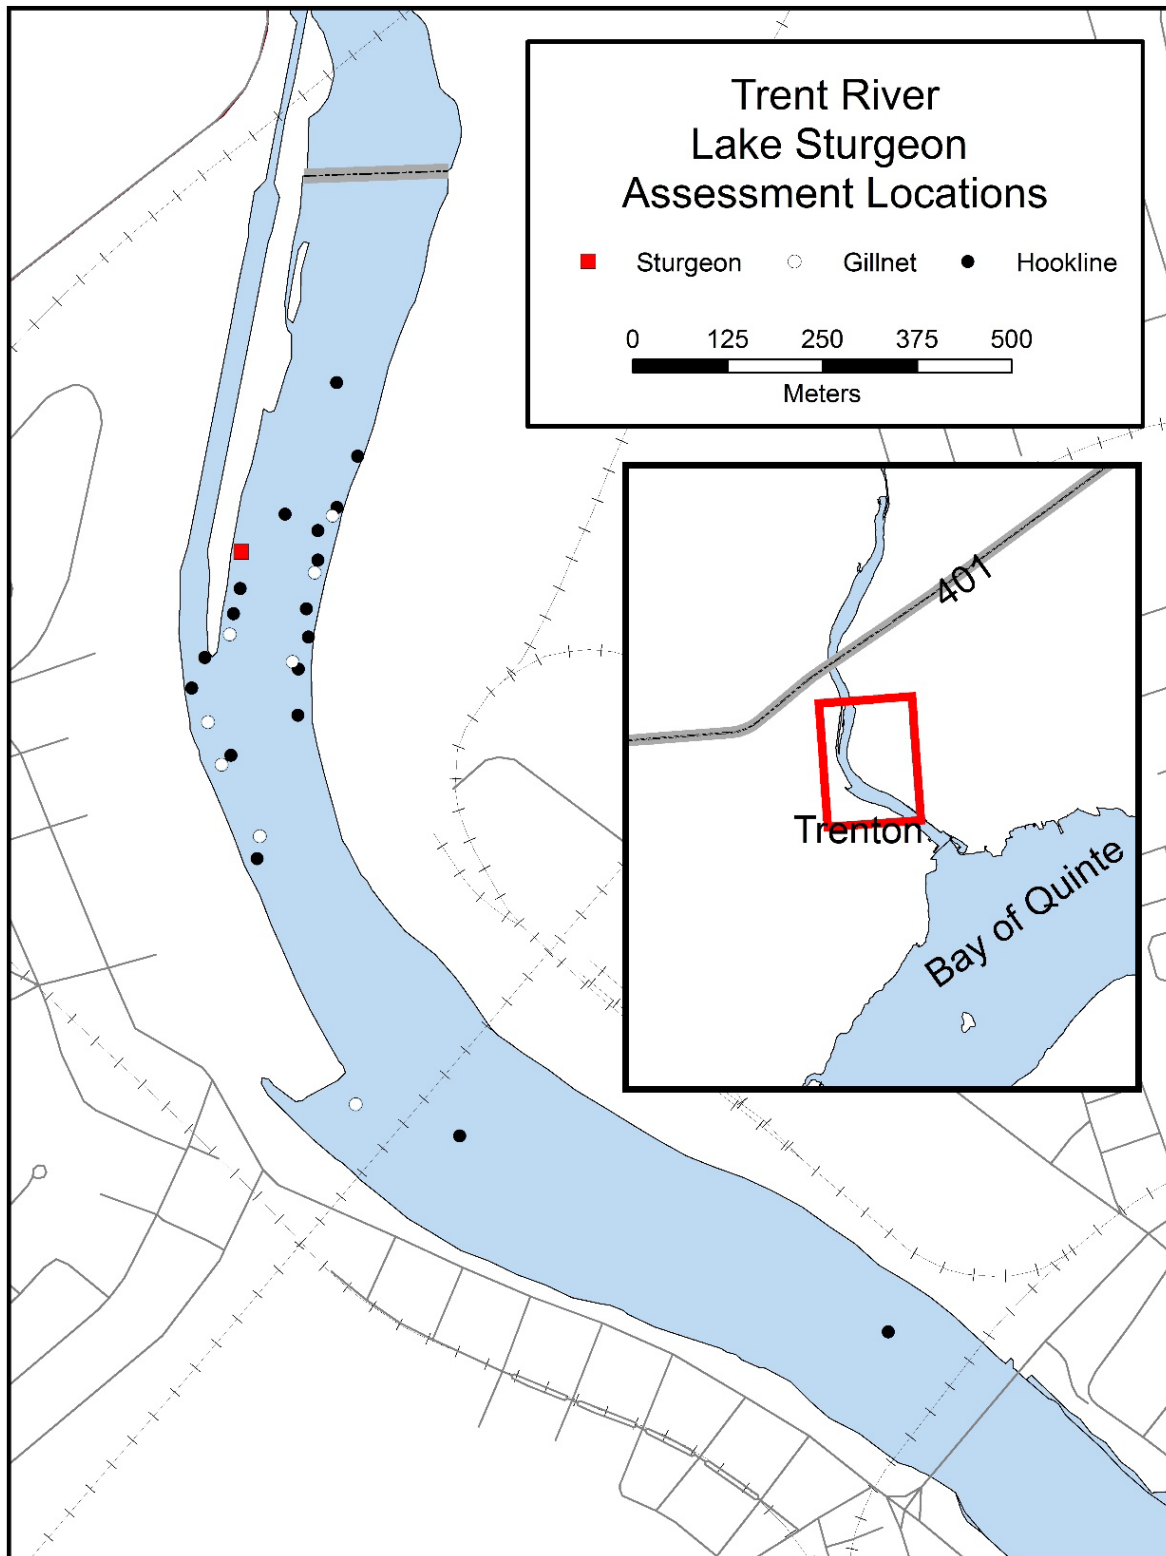 Trent River
Lake Sturgeon
Assessment Locations
Sturgeon Gillnet Hookline
0 125 250 375 500
Meters
401
Trenton
Bay of Quinte